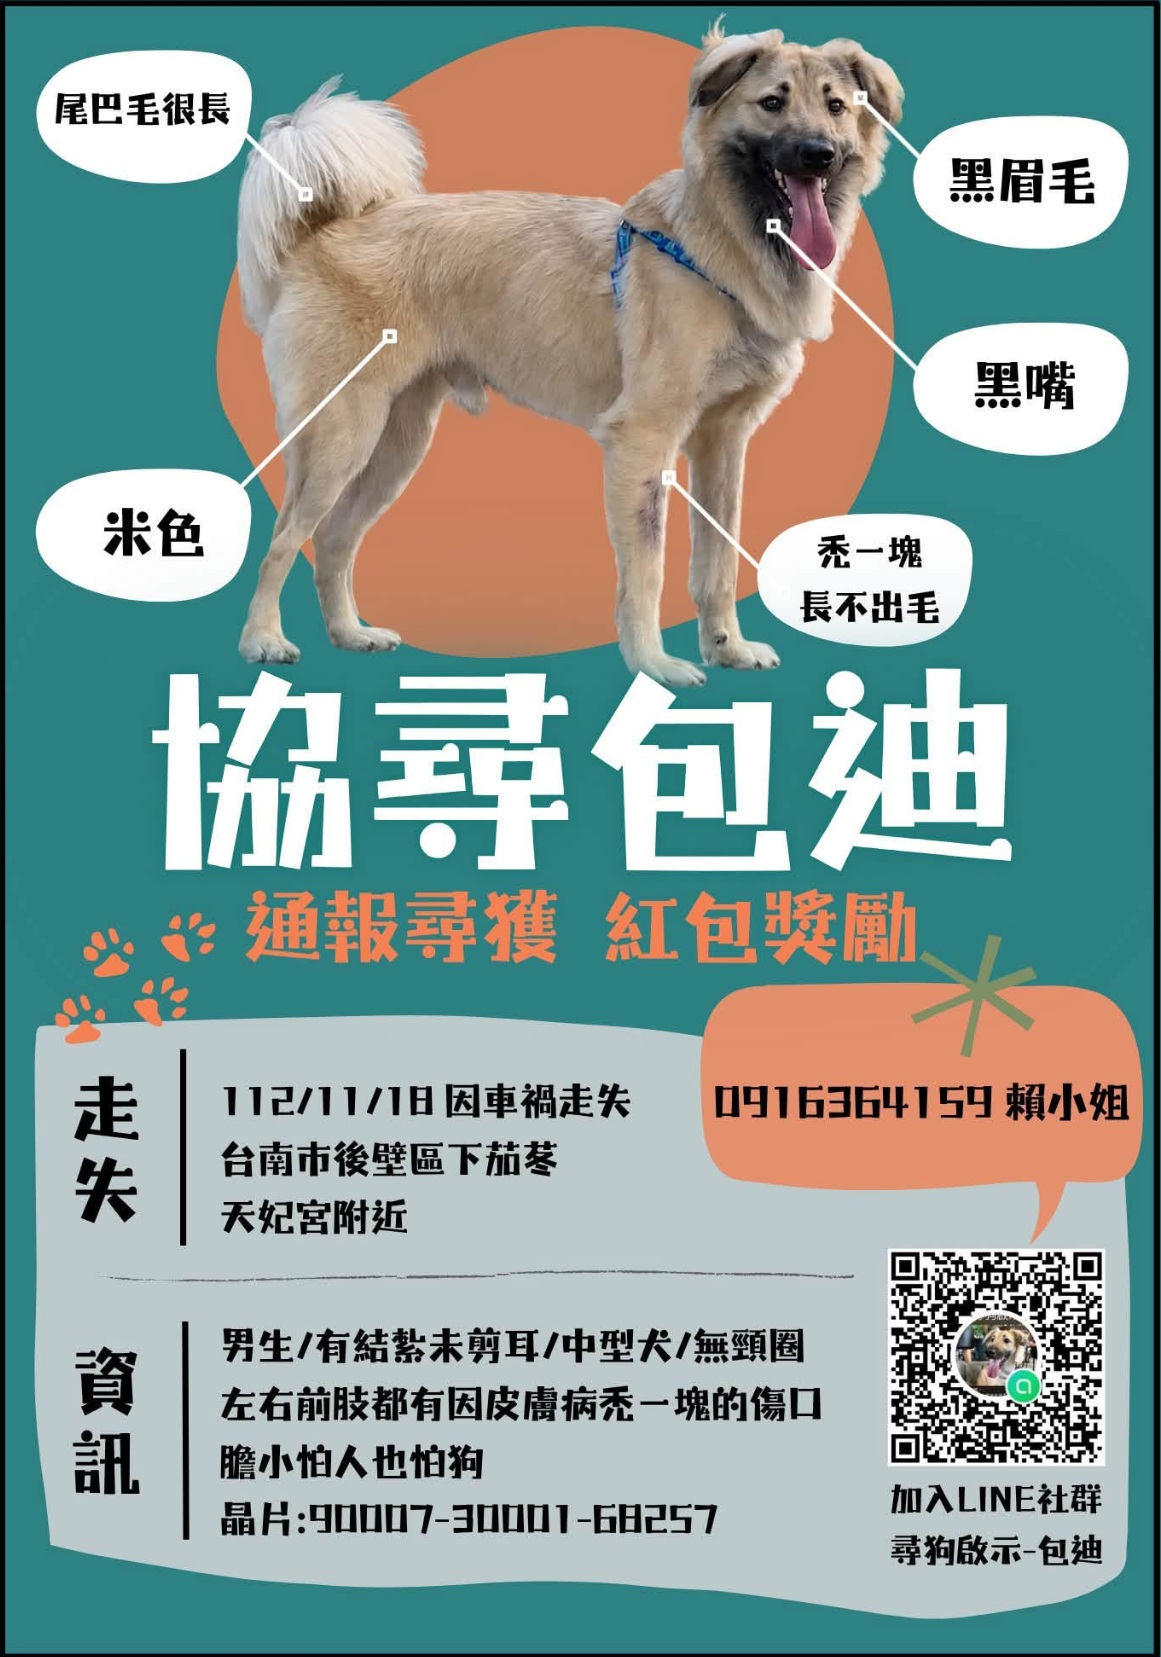 尾巴毛很長
黑眉毛
黑嘴
米色
禿一塊
長不出毛
協尋包迪
通報尋獲 紅包獎勵
走失
112/11/18因車禍走失
台南市後壁區下茄苳
天妃宮附近
0916364159 賴小姐
資訊
男生/有結紮未剪耳/中型犬/無頸圈
左右前肢都有因皮膚病禿一塊的傷口
膽小怕人也怕狗
晶片:90007-30001-68257
加入LINE社群
尋狗啟示-包迪